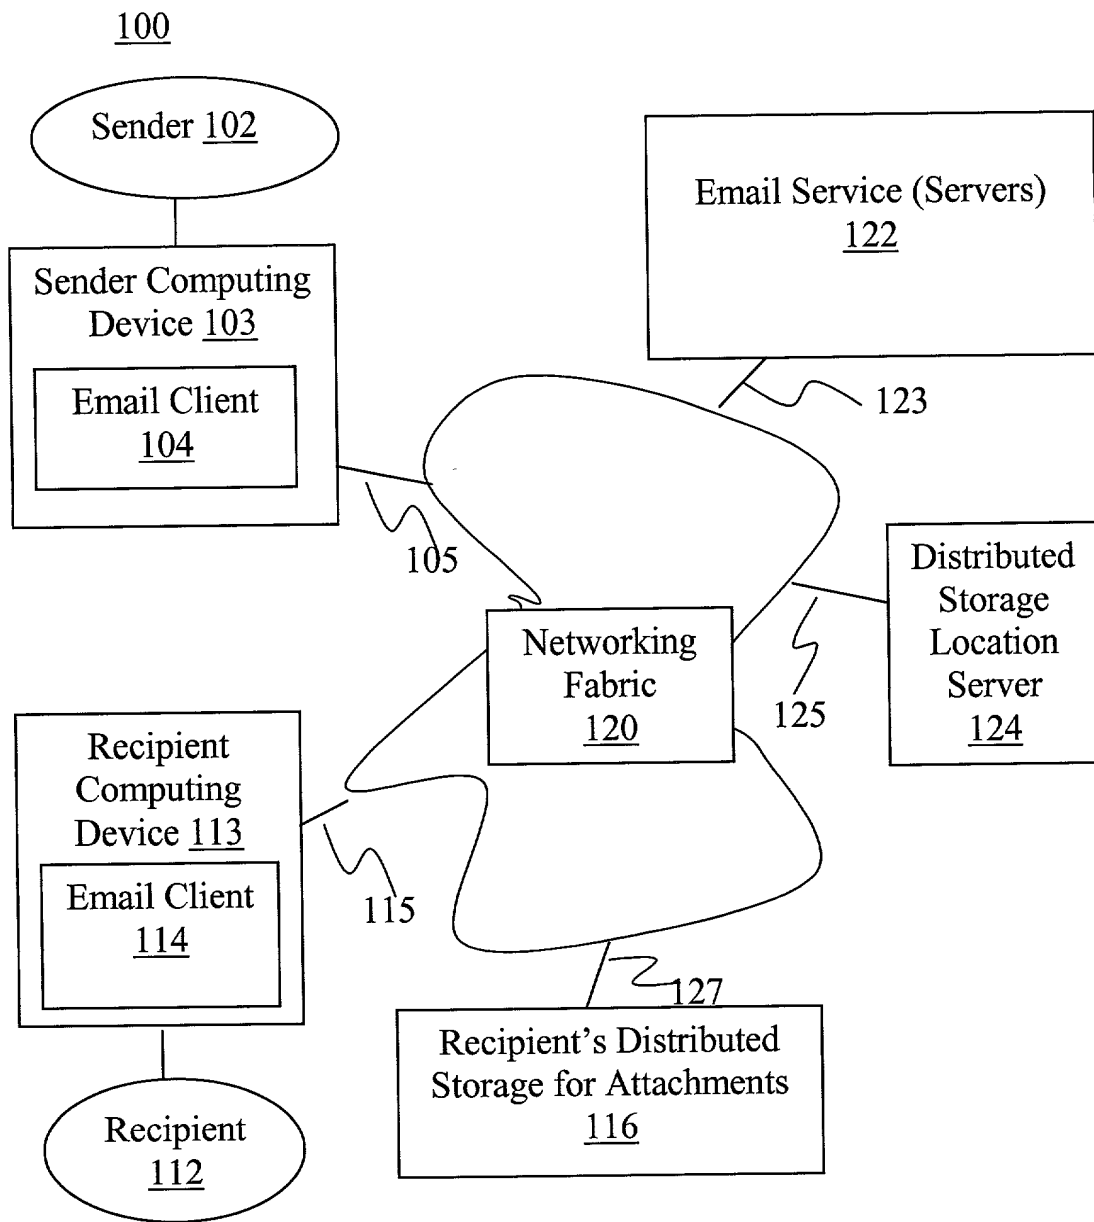 100
Sender 102
Sender Computing
Device 103
Email Client
104
105
Email Service (Servers)
122
123
Distributed
Storage
Location
Server
124
125
Networking
Fabric
120
Recipient
Computing
Device 113
Email Client
114
115
127
Recipient's Distributed
Storage for Attachments
116
Recipient
112